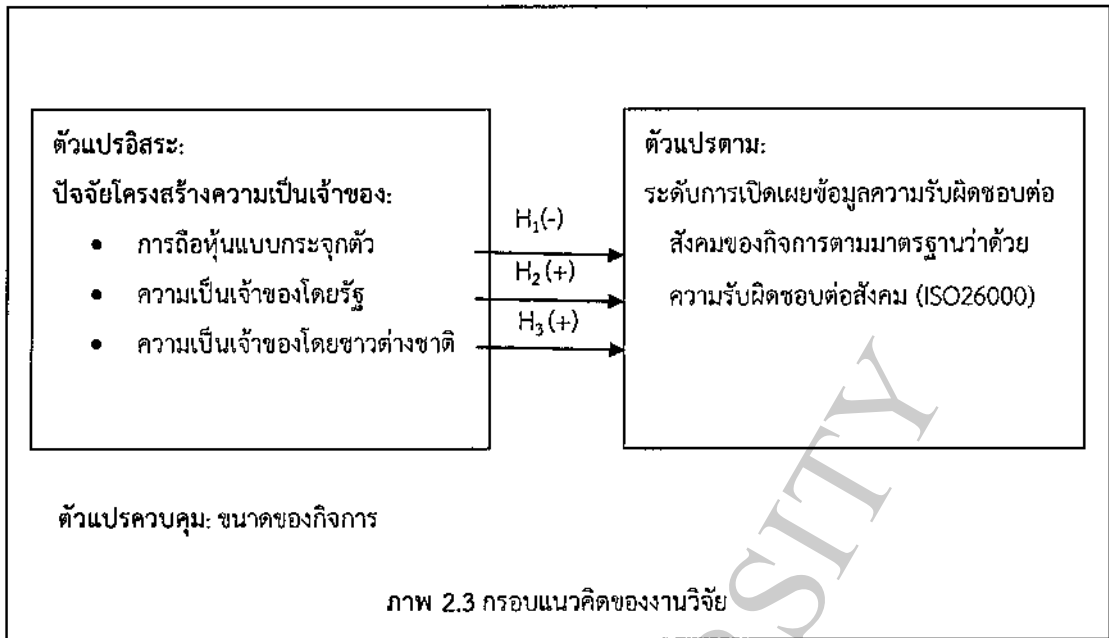 ตัวแปรอิสระ:
ปัจจัยโครงสร้างความเป็นเจ้าของ:
• การถือหุ้นแบบกระจุกตัว
• ความเป็นเจ้าของโดยรัฐ
• ความเป็นเจ้าของโดยชาวต่างชาติ
H₁(-)
H₂(+)
H₃(+)
ตัวแปรตาม:
ระดับการเปิดเผยข้อมูลความรับผิดชอบต่อ
สังคมของกิจการตามมาตรฐานว่าด้วย
ความรับผิดชอบต่อสังคม (ISO26000)
ตัวแปรควบคุม: ขนาดของกิจการ
ภาพ 2.3 กรอบแนวคิดของงานวิจัย
RSITY